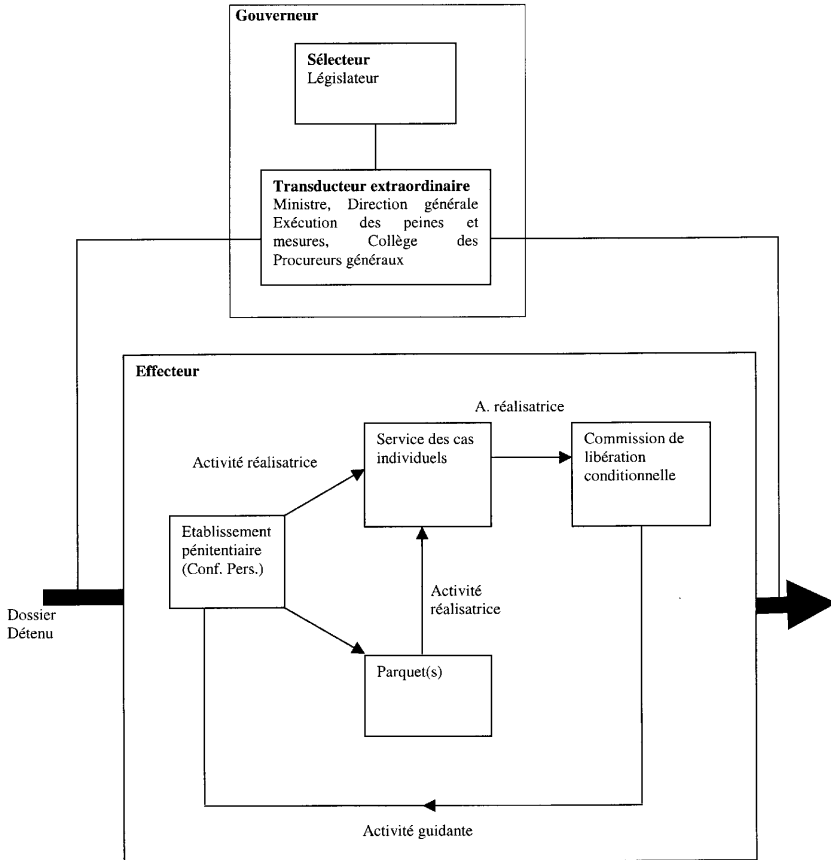 Gouverneur
Sélecteur
Législateur
Transducteur extraordinaire
Ministre, Direction générale
Exécution des peines et
mesures, Collège des
Procureurs généraux
Effecteur
A. réalisatrice
Service des cas
individuels
Commission de
libération
conditionnelle
Activité réalisatrice
Etablissement
pénitentiaire
(Conf. Pers.)
Activité
réalisatrice
Dossier
Détenu
Parquet(s)
Activité guidante